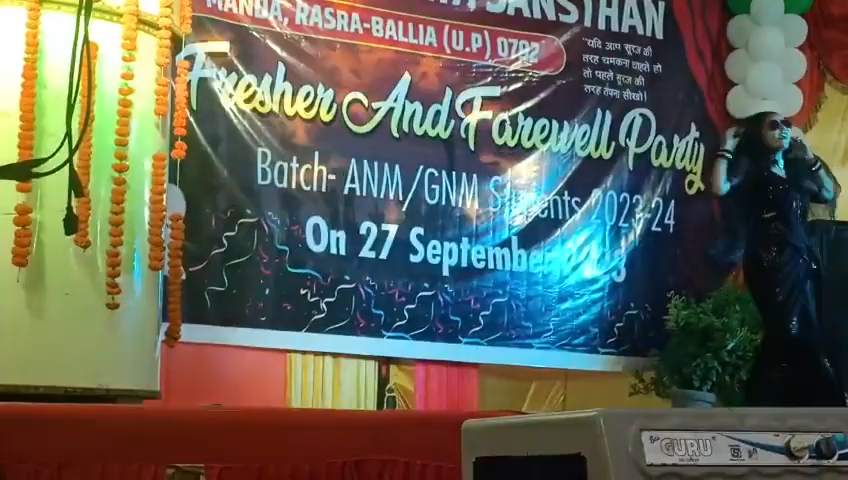 SANSTHAN
MANDA, RASRA-BALLIA (U.P) 0702
"यदि आप सूरज की
तरह चमकना चाहते हो
तो पहले सूरज की
तरह तपना सीखो।
Fresher And Farewell Party
Batch- ANM/GNM Students 2023-24
On 27 September
GURU